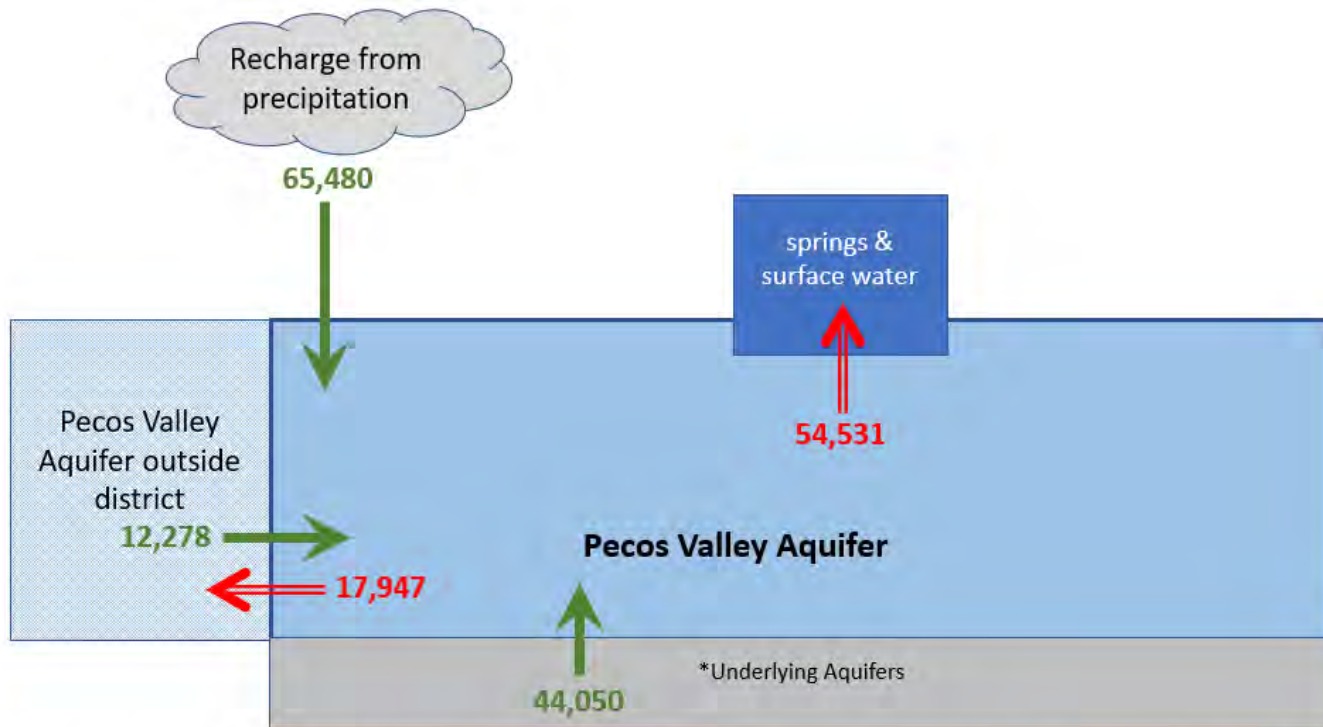 Recharge from
precipitation
65,480
springs &
surface water
54,531
Pecos Valley
Aquifer outside
district
12,278
Pecos Valley Aquifer
17,947
*Underlying Aquifers
44,050